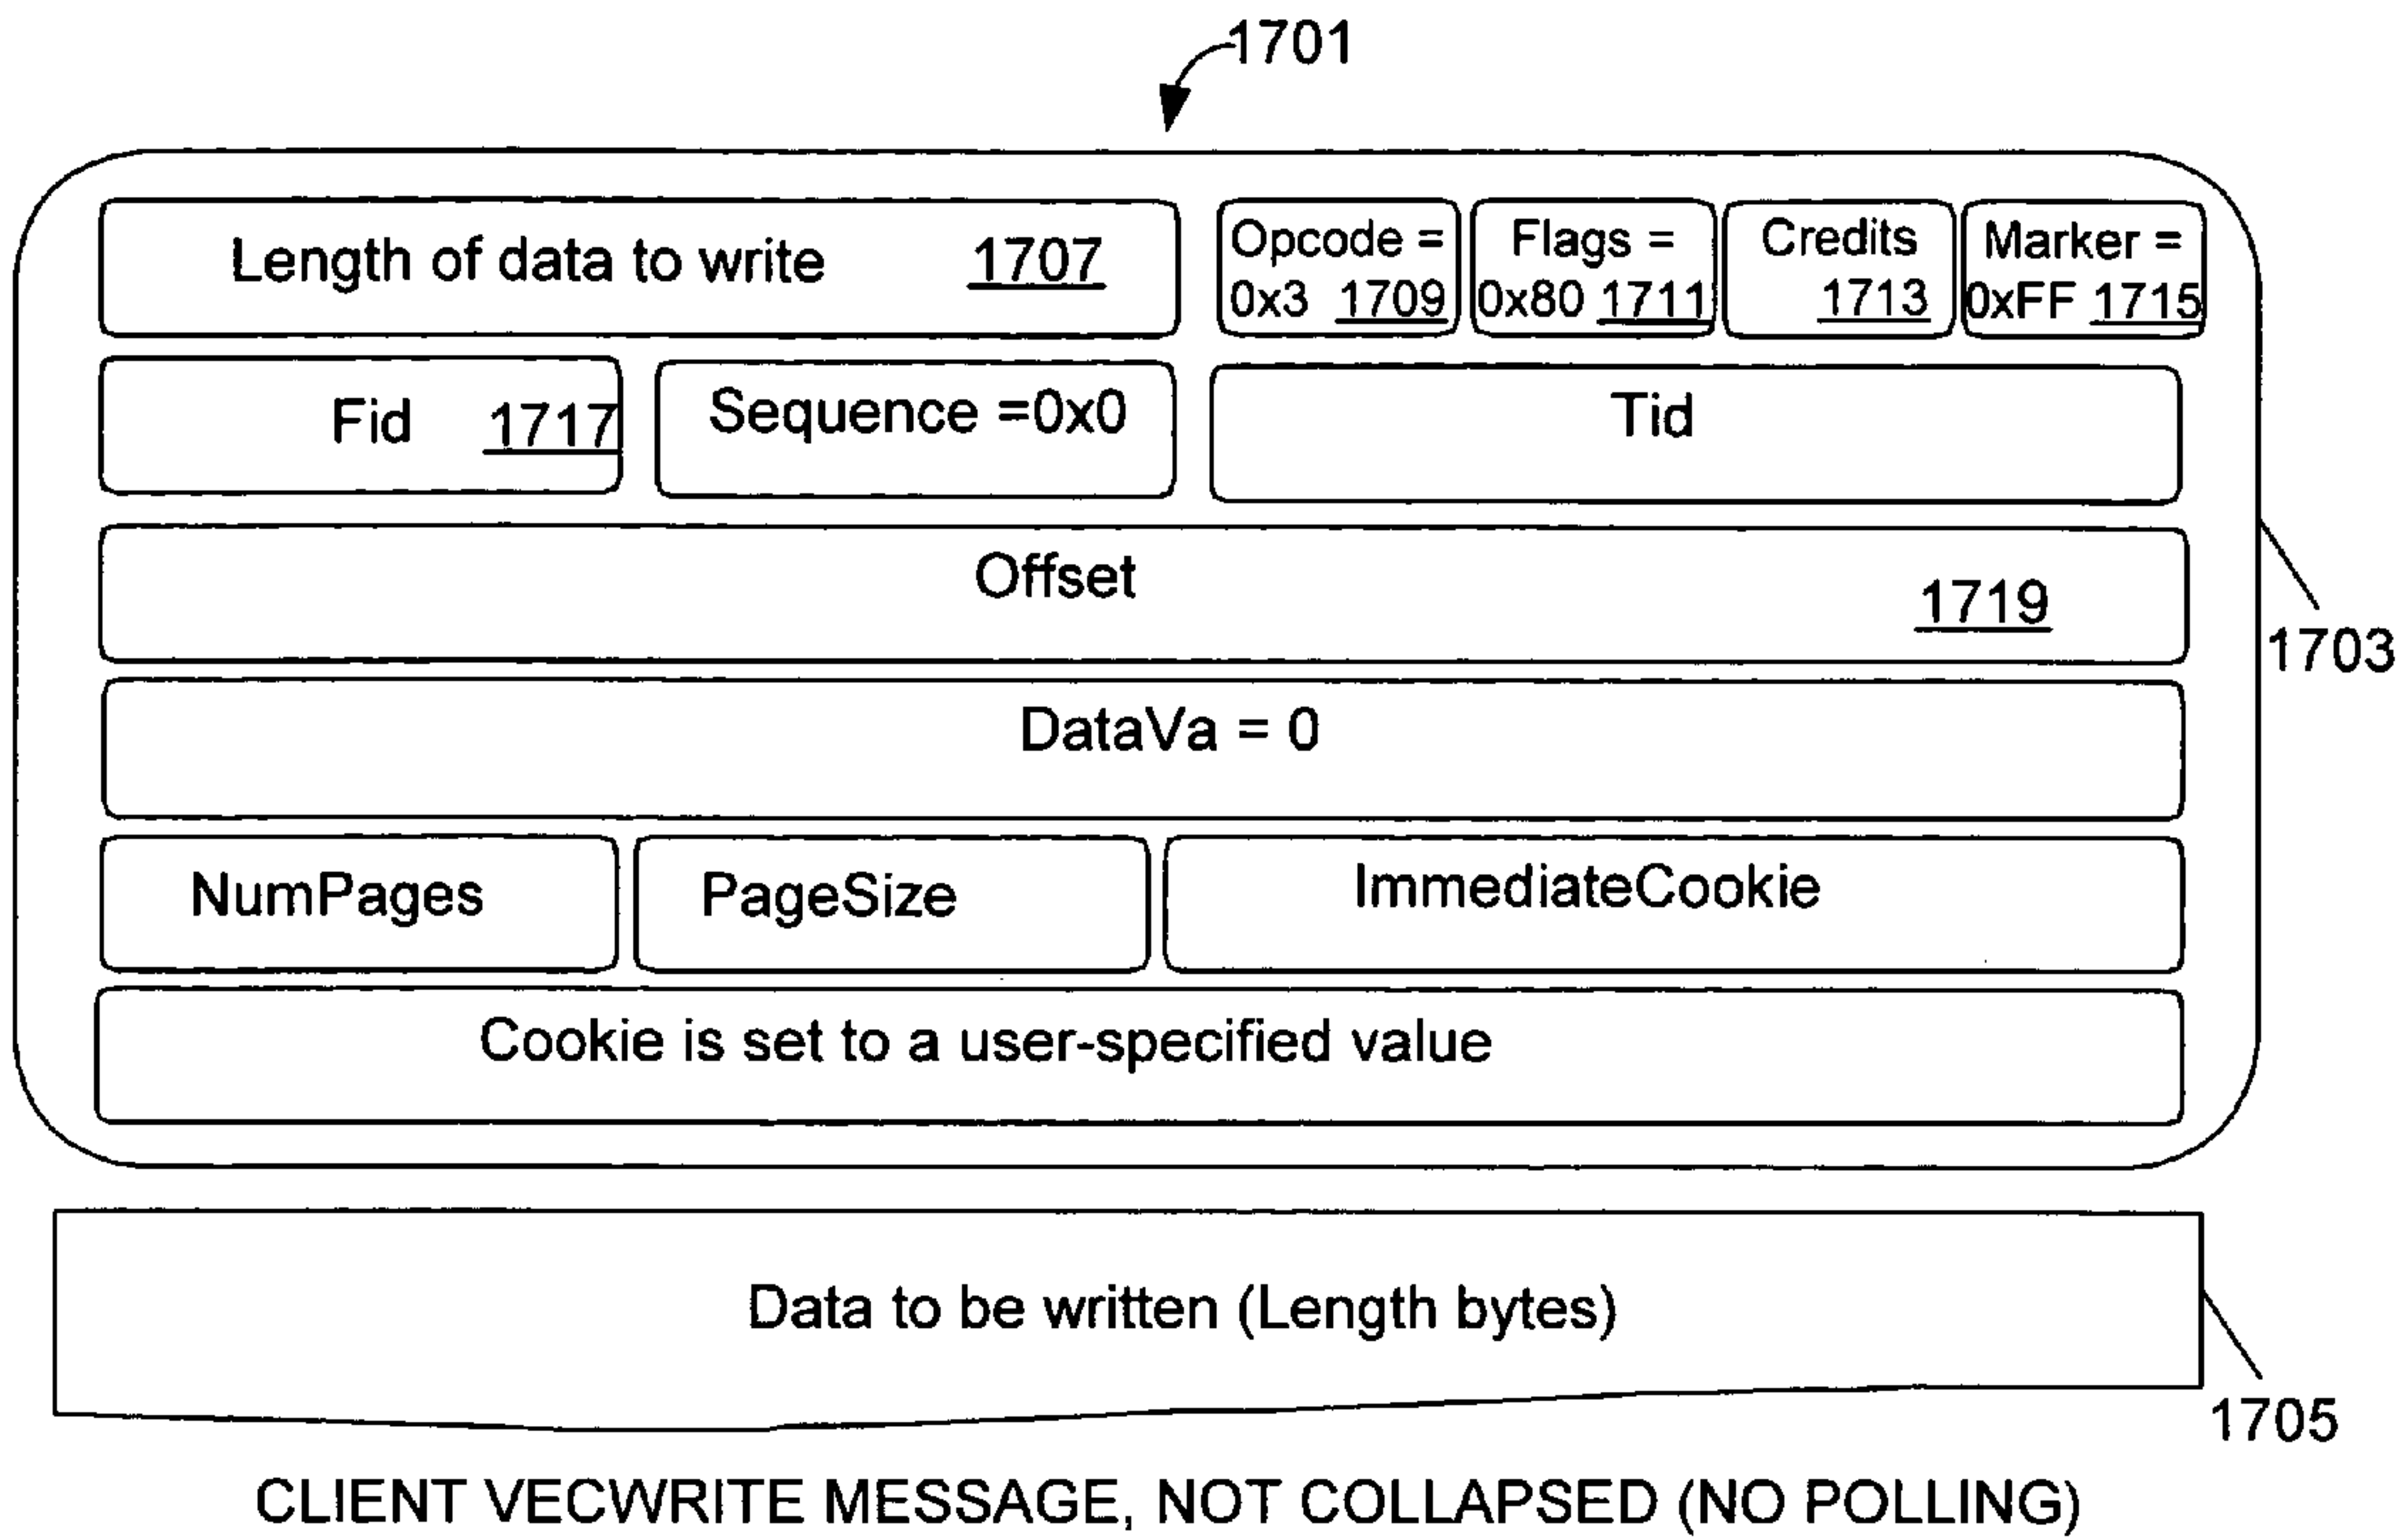 1701
Length of data to write 1707
Opcode =
0x3 1709
Flags =
0x80 1711
Credits
1713
Marker =
0xFF 1715
Fid 1717
Sequence =0x0
Tid
Offset
1719
1703
DataVa = 0
NumPages
PageSize
ImmediateCookie
Cookie is set to a user-specified value
Data to be written (Length bytes)
1705
CLIENT VECWRITE MESSAGE, NOT COLLAPSED (NO POLLING)